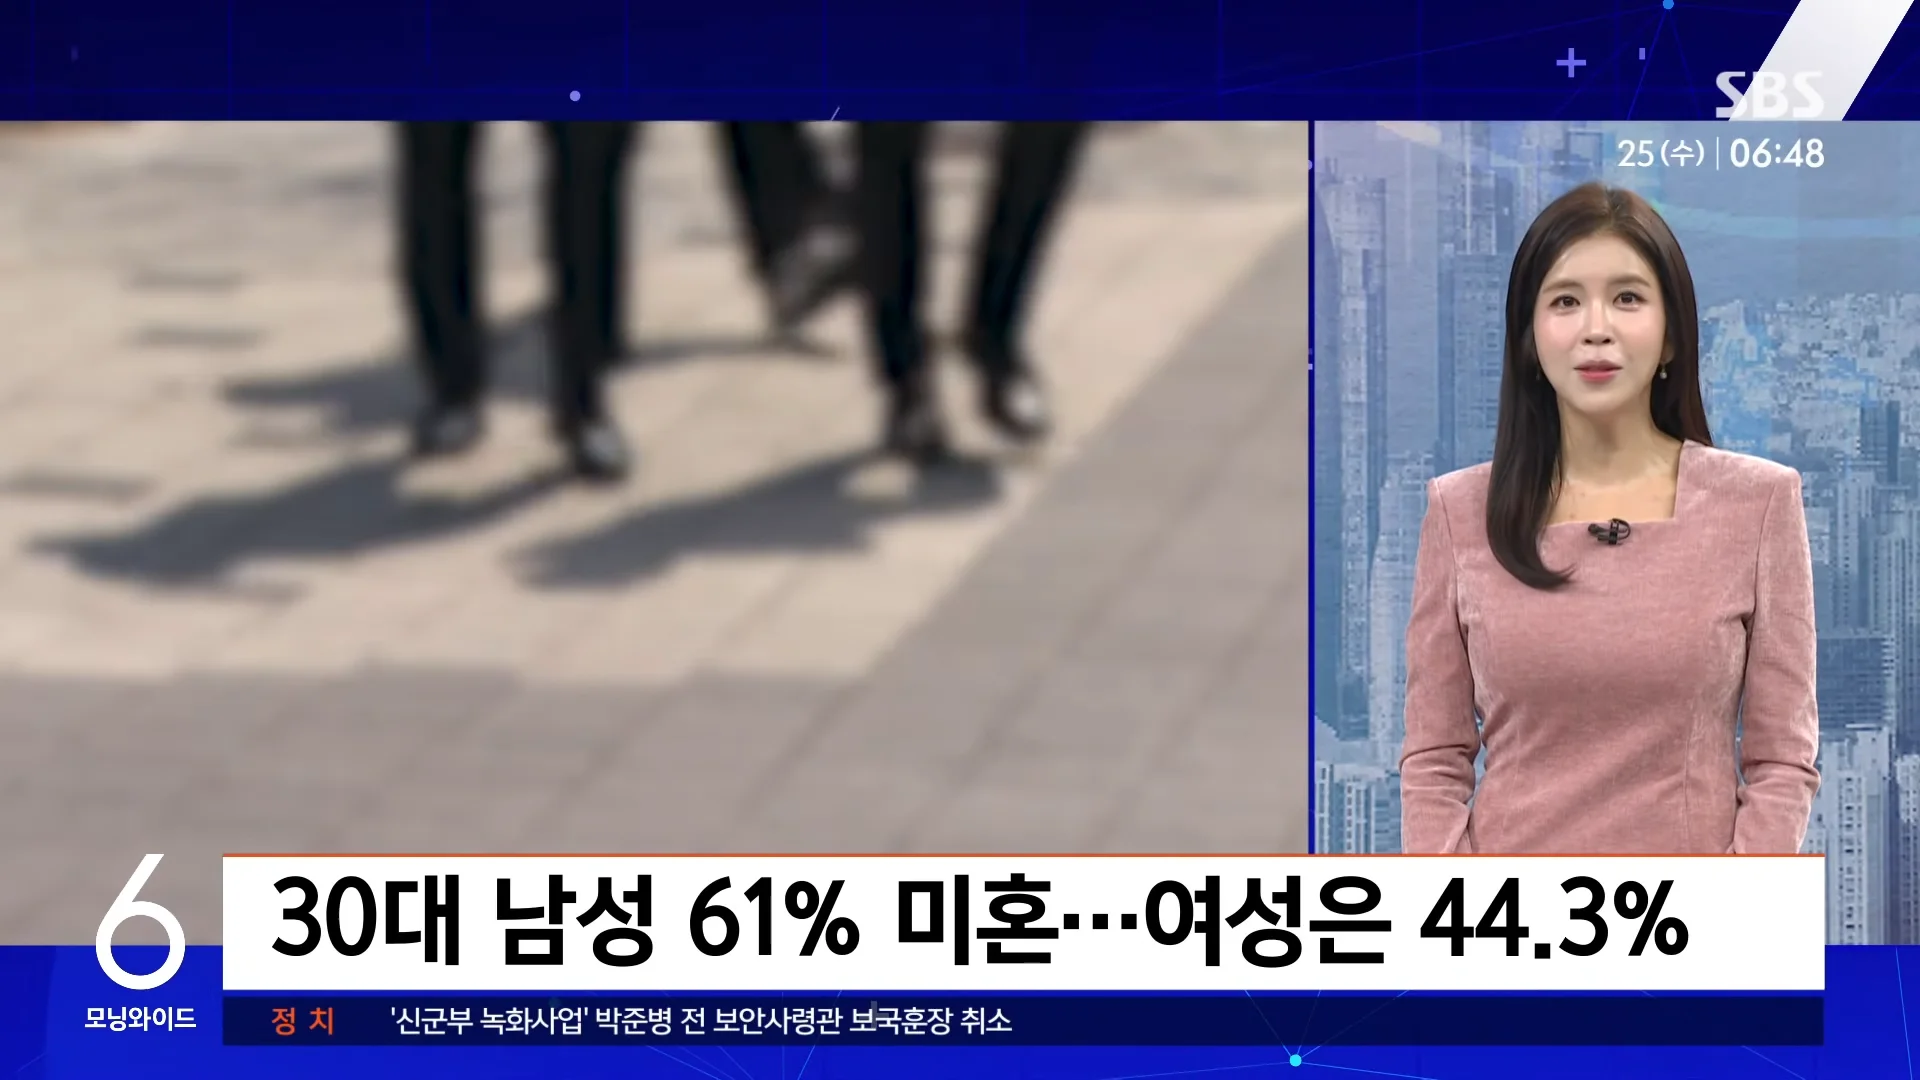 SBS
25(수) | 06:48
30대 남성 61% 미혼…여성은 44.3%
6
모닝와이드
정치 '신군부 녹화사업' 박준병 전 보안사령관 보국훈장 취소